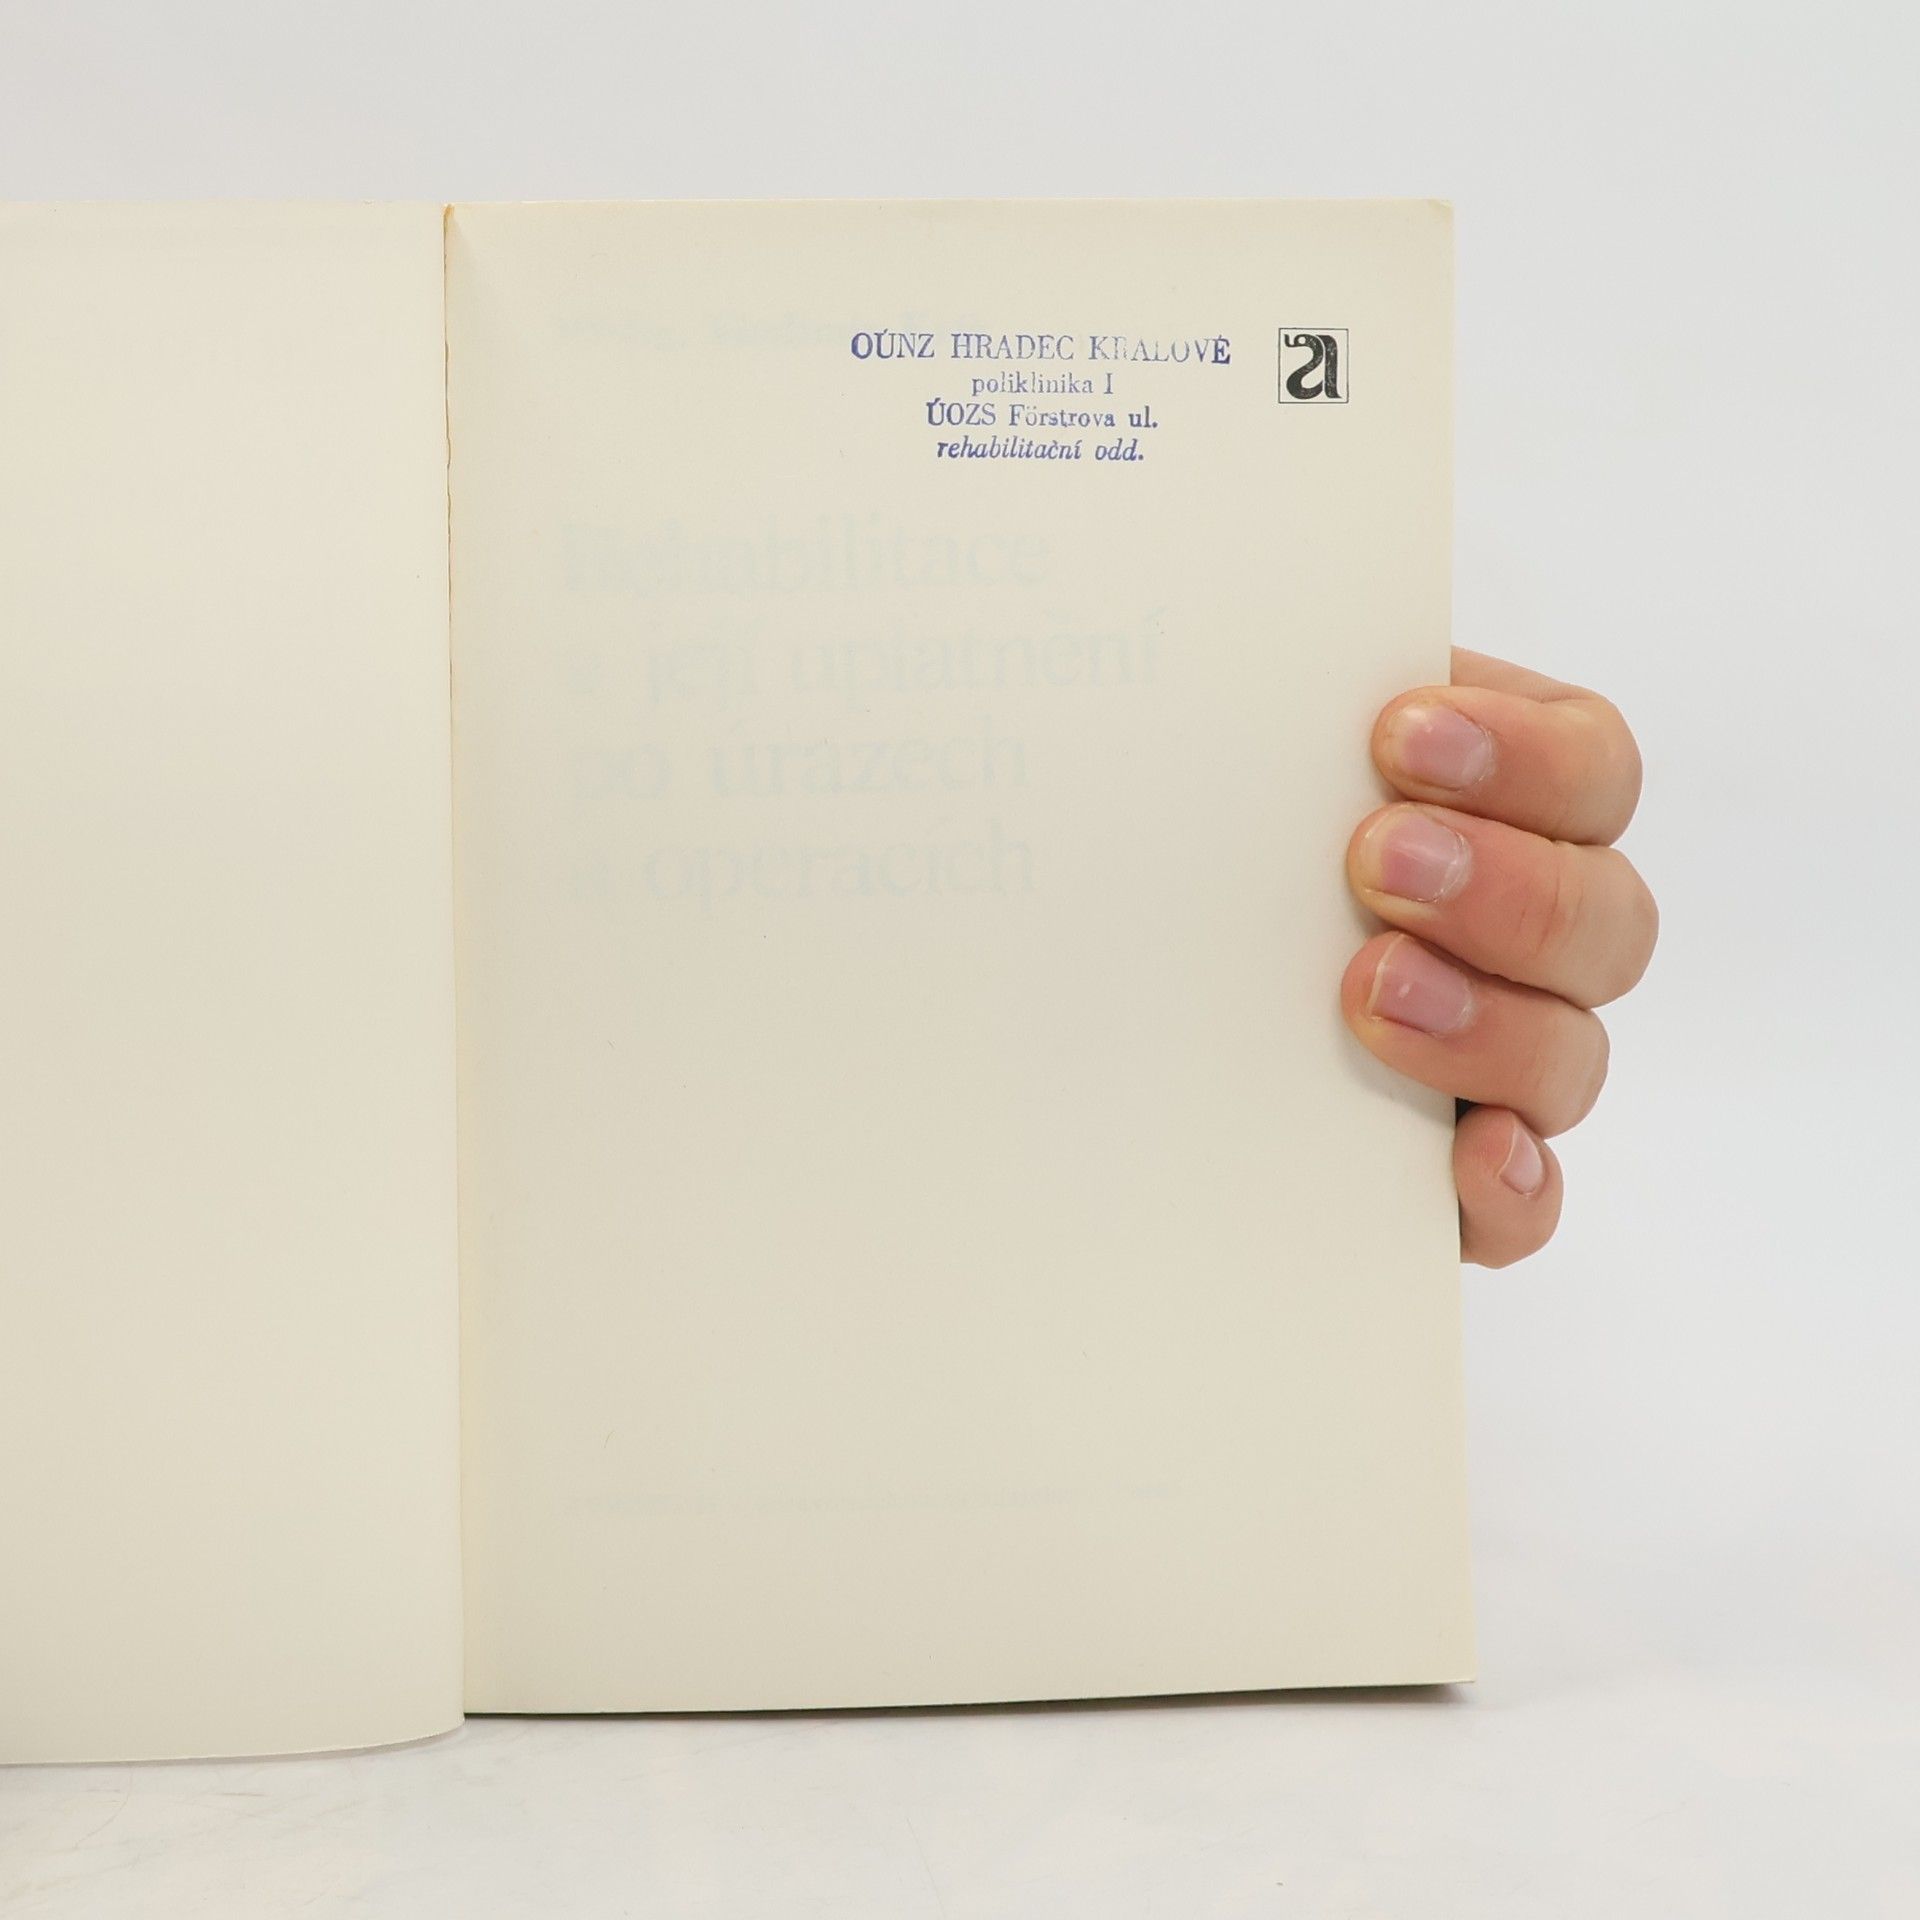 OÚNZ HRADEC KRALOVÉ
poliklinika I
ÚOZS Förstrova ul.
rehabilitační odd.
a
Rehabilitace
a její uplatnění
po úrazech
a operacích